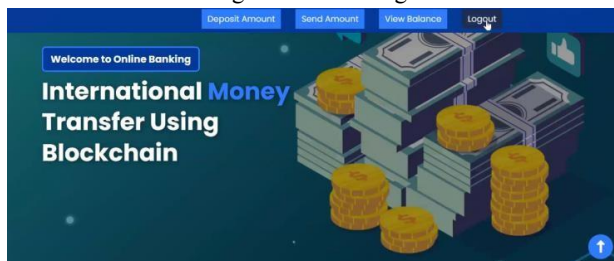 Deposit Amount Send Amount View Balance Logout
Welcome to Online Banking
International Money
Transfer Using
Blockchain